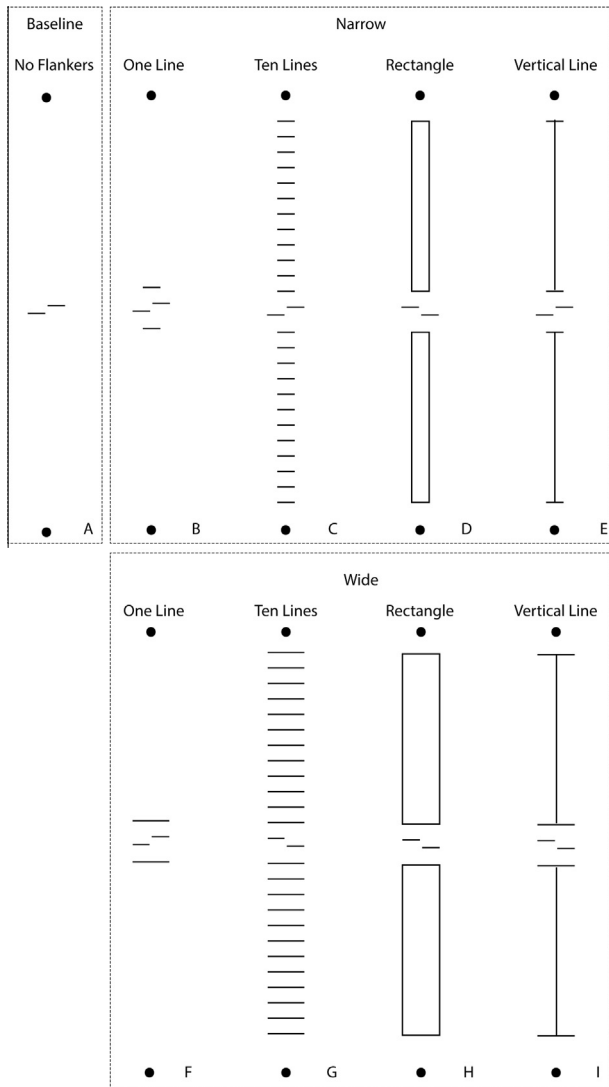 Baseline
Narrow
No Flankers
One Line
Ten Lines
Rectangle
Vertical Line
A
B
C
D
E
Wide
One Line
Ten Lines
Rectangle
Vertical Line
F
G
H
I